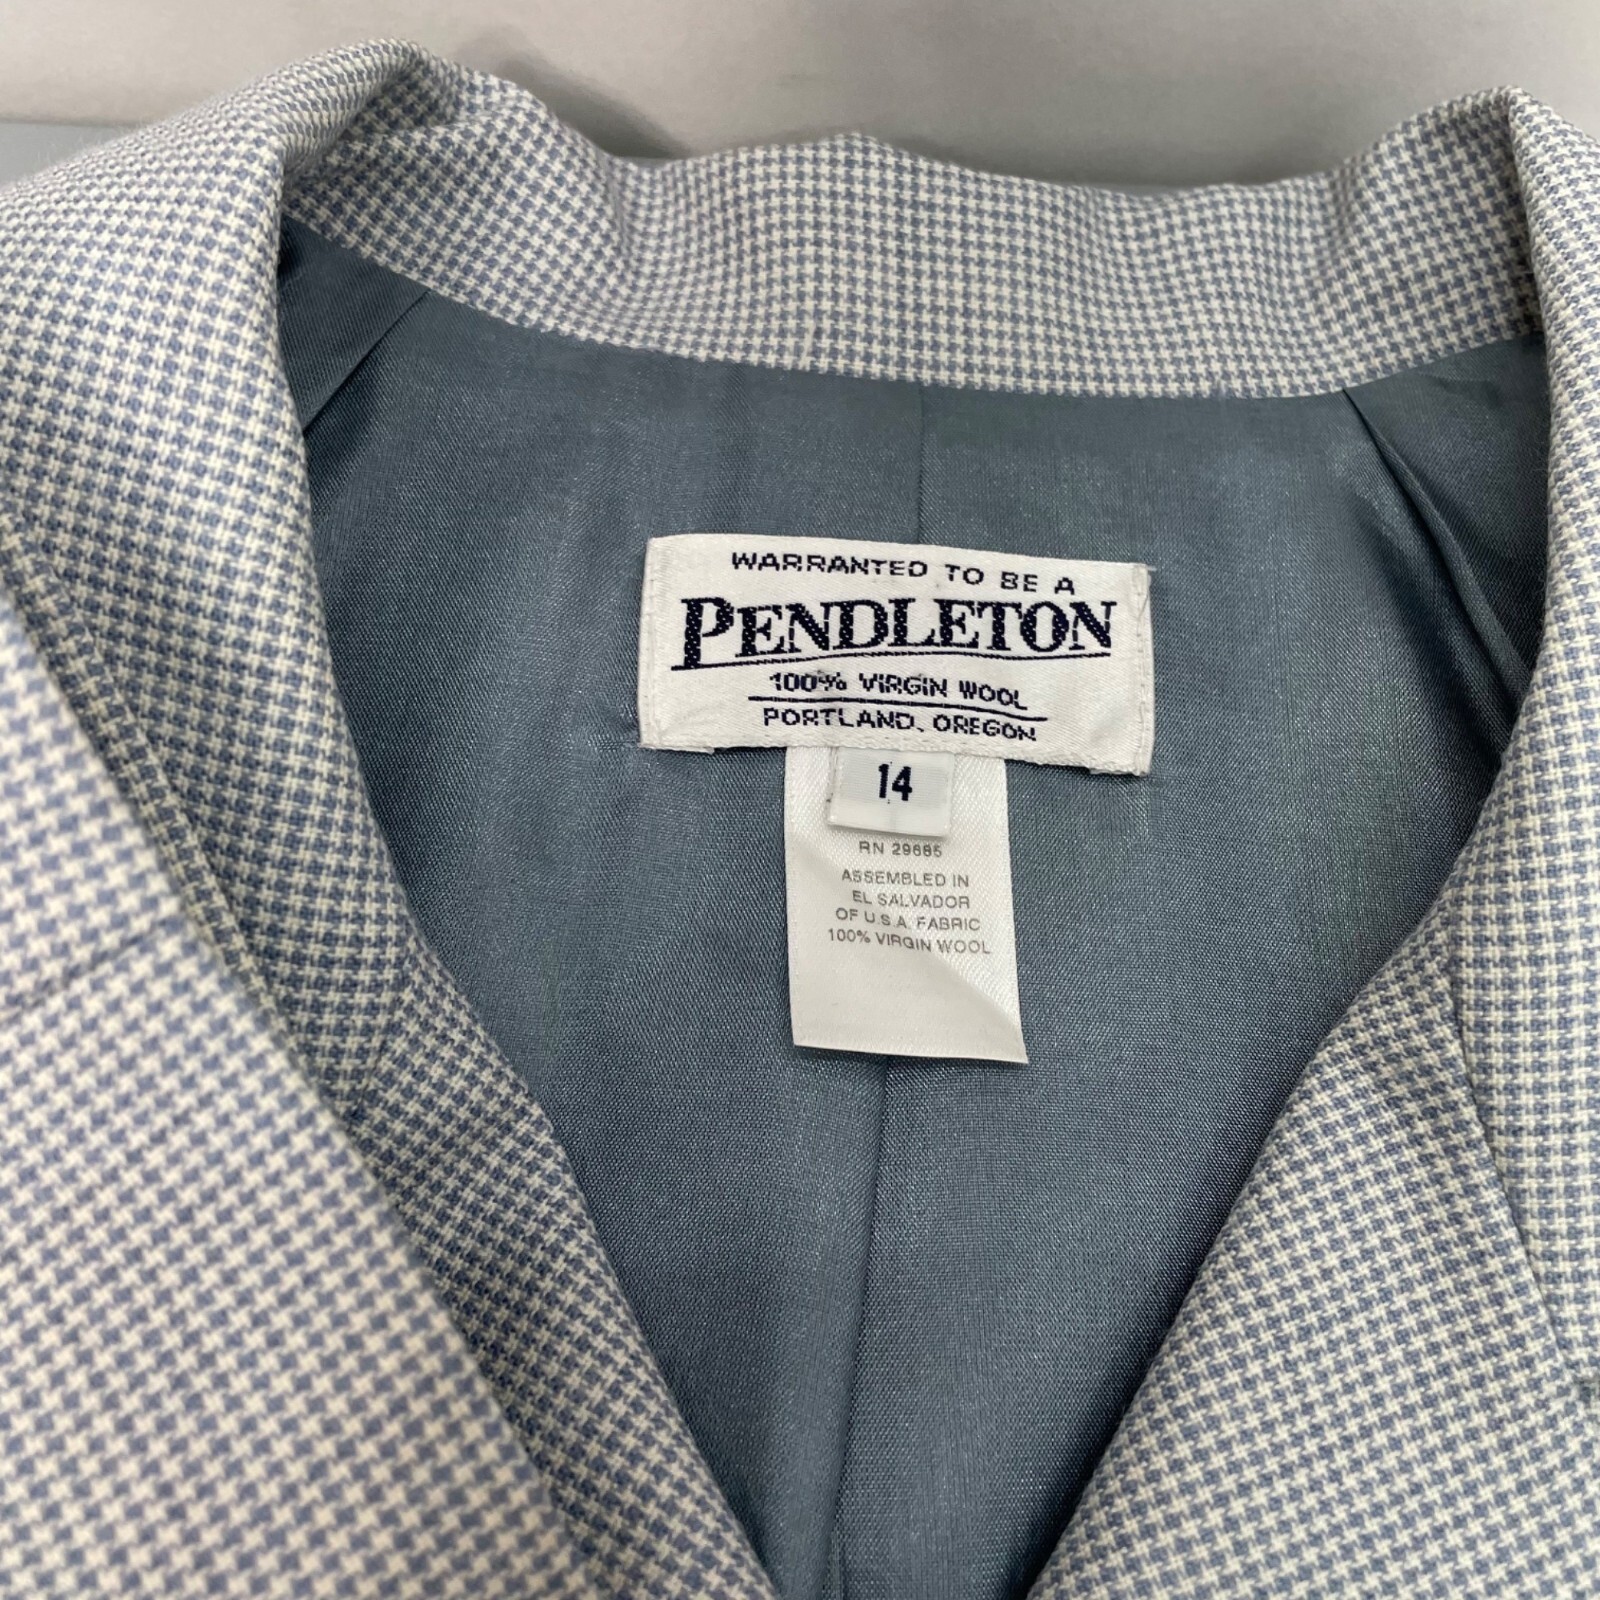 WARRANTED TO BE A
PENDLETON
100% VIRGIN WOOL
PORTLAND, OREGON
14
RN 29685
ASSEMBLED IN
EL SALVADOR
OF U.S.A. FABRIC
100% VIRGIN WOOL